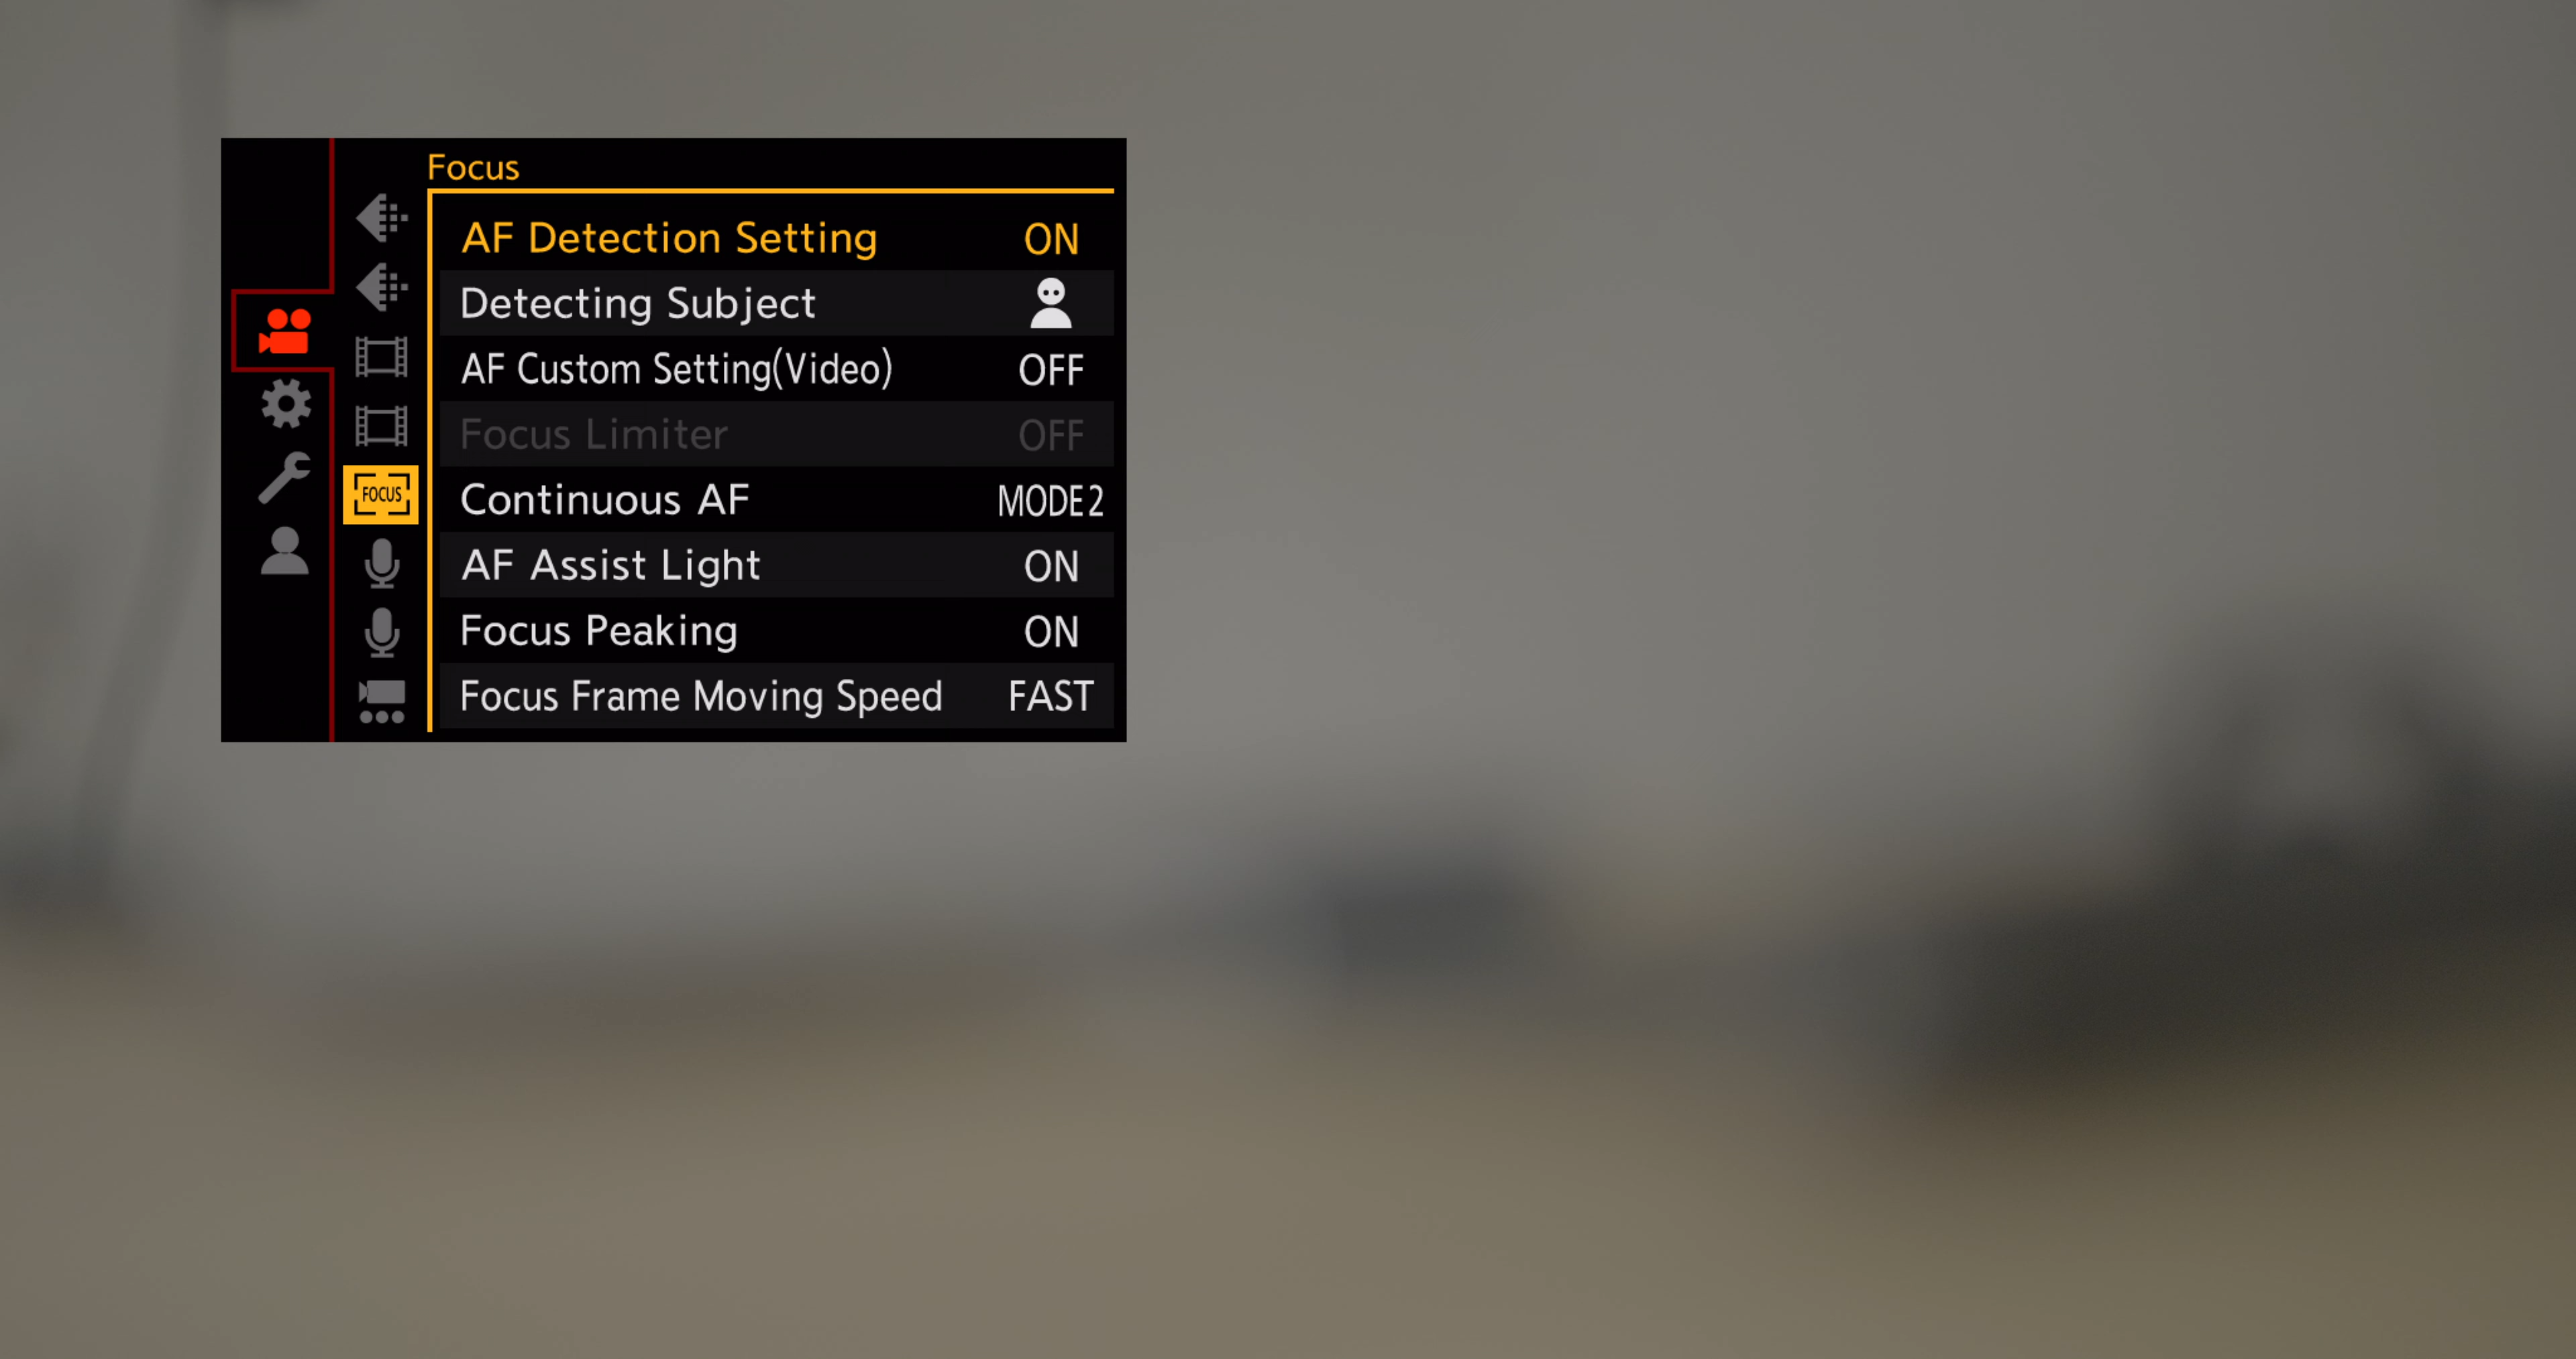 Focus
AF Detection Setting ON
Detecting Subject
AF Custom Setting(Video) OFF
Focus Limiter OFF
Continuous AF MODE2
FOCUS
AF Assist Light ON
Focus Peaking ON
Focus Frame Moving Speed FAST